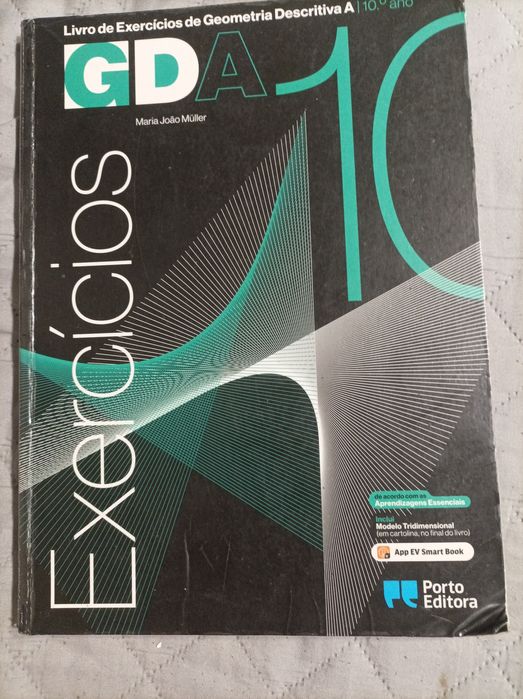 Livro de Exercícios de Geometria Descritiva A | 10.º ano
GDA 10
Maria João Müller
Exercícios
de acordo com as
Aprendizagens Essenciais
Inclui
Modelo Tridimensional
(em cartolina, no final do livro)
App EV Smart Book
Porto
Editora